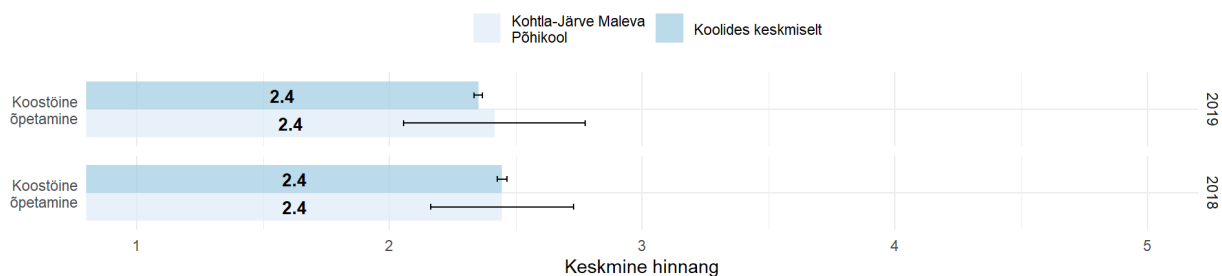 Kohtla-Järve Maleva
Põhikool
Koolides keskmiselt
Koostöine
õpetamine
2.4
2.4
2019
Koostöine
õpetamine
2.4
2.4
2018
1 2 3 4 5
Keskmine hinnang